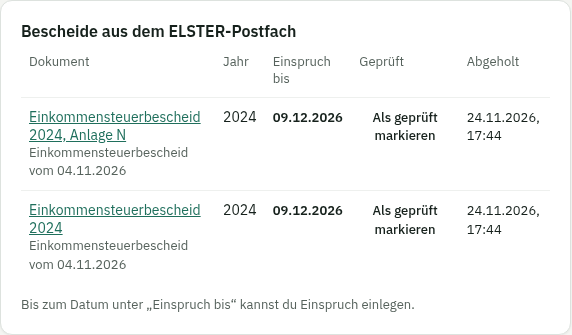 Bescheide aus dem ELSTER-Postfach
Dokument Jahr Einspruch bis Geprüft Abgeholt
Einkommensteuerbescheid 2024 09.12.2026 Als geprüft 24.11.2026,
2024, Anlage N markieren 17:44
Einkommensteuerbescheid
vom 04.11.2026
Einkommensteuerbescheid 2024 09.12.2026 Als geprüft 24.11.2026,
2024 markieren 17:44
Einkommensteuerbescheid
vom 04.11.2026
Bis zum Datum unter „Einspruch bis“ kannst du Einspruch einlegen.